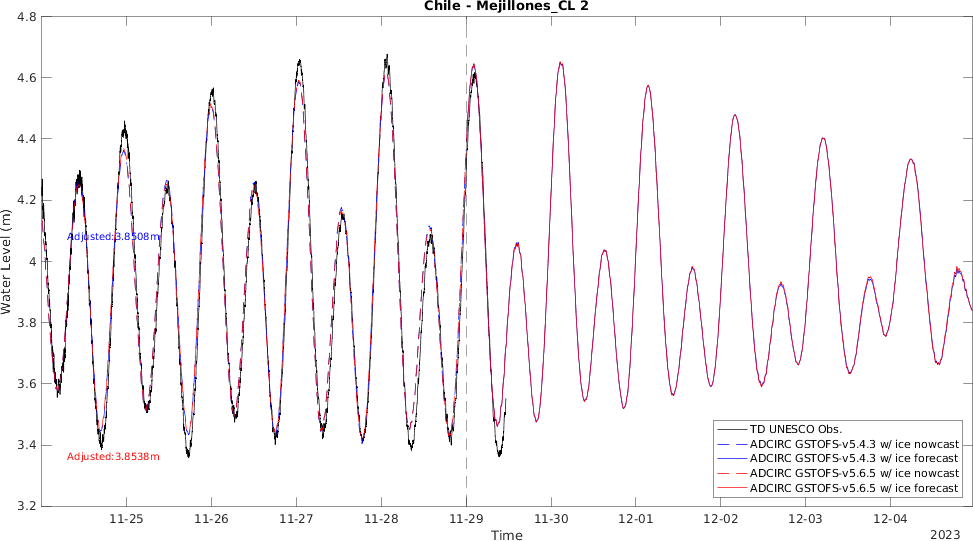 Chile - Mejillones_CL 2
4.8
4.6
4.4
4.2
4
3.8
3.6
3.4
3.2
Water Level (m)
Adjusted:3.8508m
Adjusted:3.8538m
TD UNESCO Obs.
ADCIRC GSTOFS-v5.4.3 w/ ice nowcast
ADCIRC GSTOFS-v5.4.3 w/ ice forecast
ADCIRC GSTOFS-v5.6.5 w/ ice nowcast
ADCIRC GSTOFS-v5.6.5 w/ ice forecast
11-25 11-26 11-27 11-28 11-29 11-30 12-01 12-02 12-03 12-04
Time
2023